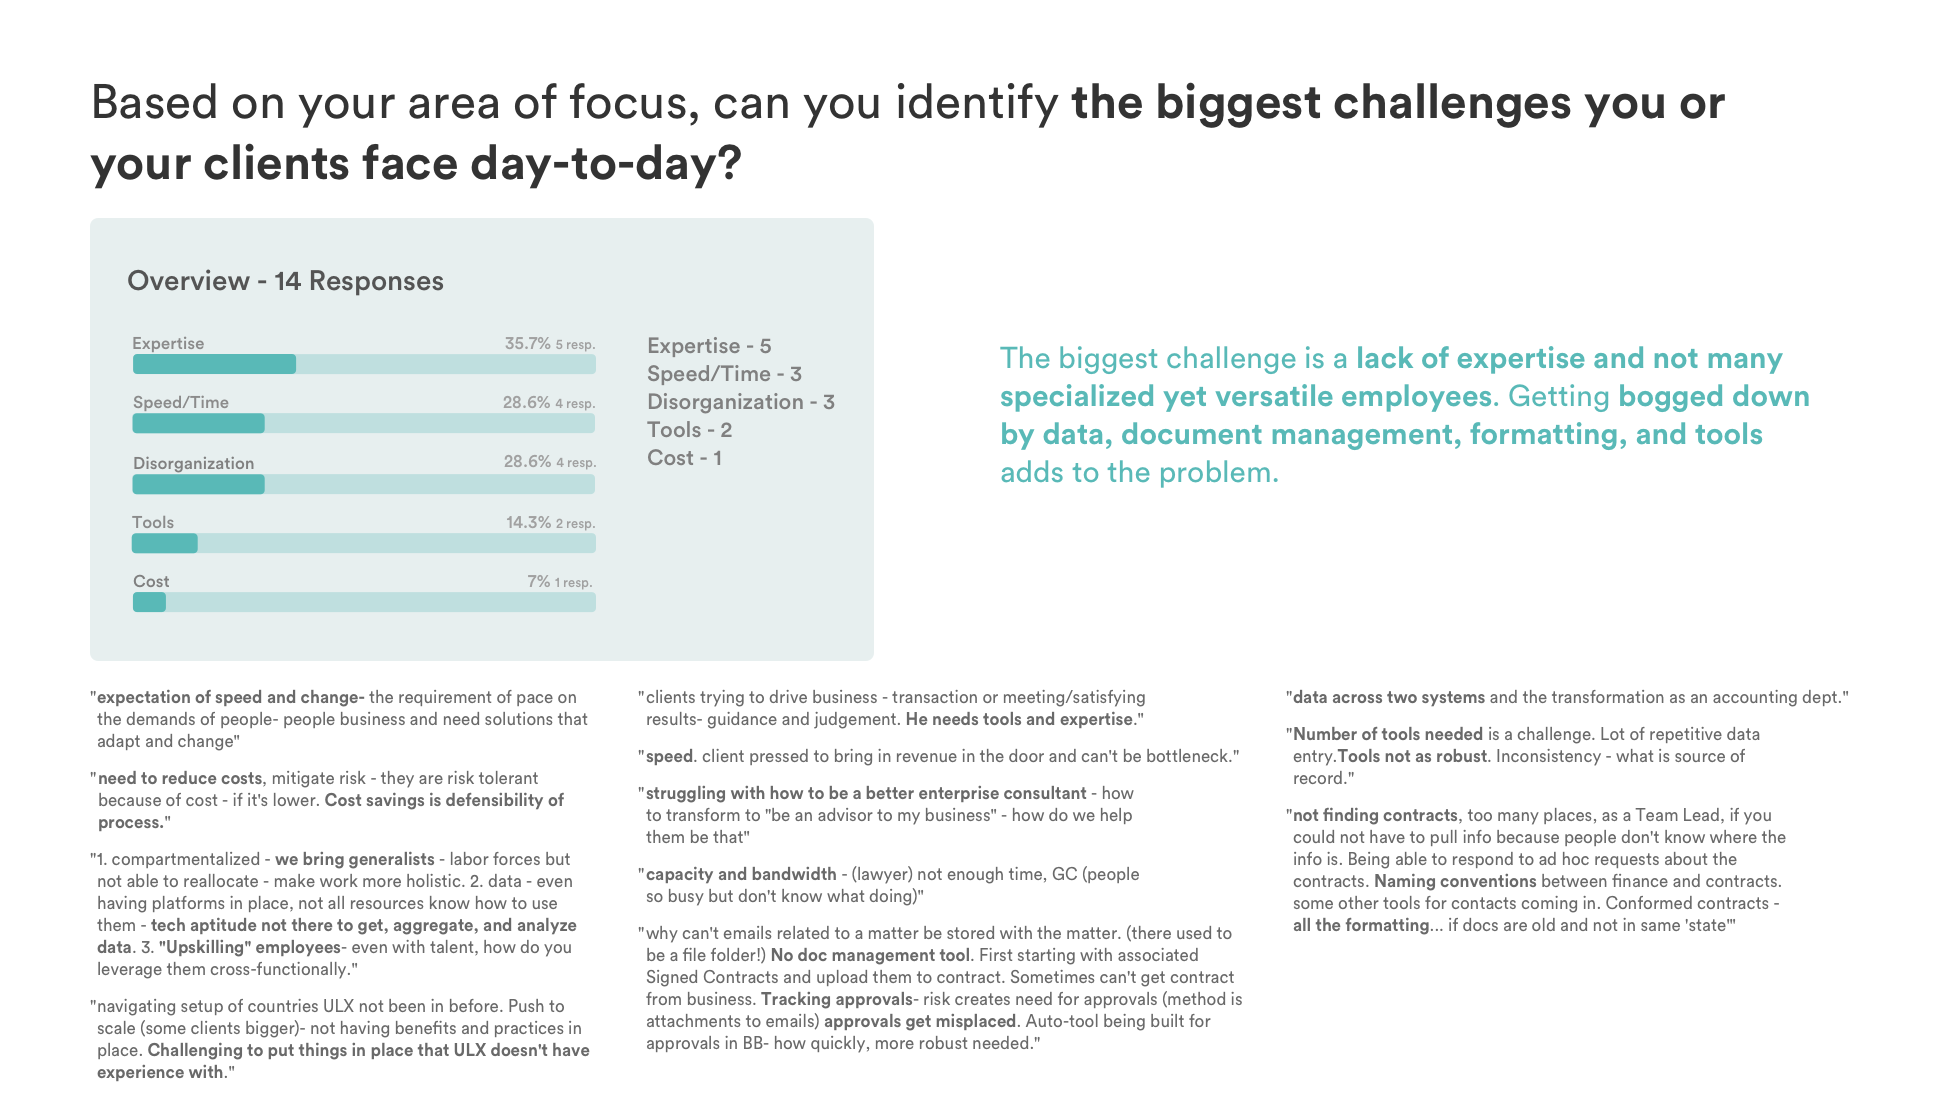 Based on your area of focus, can you identify the biggest challenges you or
your clients face day-to-day?
Overview - 14 Responses
Expertise 35.7% 5 resp.
Speed/Time 28.6% 4 resp.
Disorganization 28.6% 4 resp.
Tools 14.3% 2 resp.
Cost 7% 1 resp.
Expertise - 5
Speed/Time - 3
Disorganization - 3
Tools - 2
Cost - 1
The biggest challenge is a lack of expertise and not many
specialized yet versatile employees. Getting bogged down
by data, document management, formatting, and tools
adds to the problem.
"expectation of speed and change- the requirement of pace on
the demands of people- people business and need solutions that
adapt and change"
"need to reduce costs, mitigate risk - they are risk tolerant
because of cost - if it's lower. Cost savings is defensibility of
process."
"1. compartmentalized - we bring generalists - labor forces but
not able to reallocate - make work more holistic. 2. data - even
having platforms in place, not all resources know how to use
them - tech aptitude not there to get, aggregate, and analyze
data. 3. "Upskilling" employees- even with talent, how do you
leverage them cross-functionally."
"navigating setup of countries ULX not been in before. Push to
scale (some clients bigger)- not having benefits and practices in
place. Challenging to put things in place that ULX doesn't have
experience with."
"clients trying to drive business - transaction or meeting/satisfying
results- guidance and judgement. He needs tools and expertise."
"speed. client pressed to bring in revenue in the door and can't be bottleneck."
"struggling with how to be a better enterprise consultant - how
to transform to "be an advisor to my business" - how do we help
them be that"
"capacity and bandwidth - (lawyer) not enough time, GC (people
so busy but don't know what doing)"
"why can't emails related to a matter be stored with the matter. (there used to
be a file folder!) No doc management tool. First starting with associated
Signed Contracts and upload them to contract. Sometimes can't get contract
from business. Tracking approvals- risk creates need for approvals (method is
attachments to emails) approvals get misplaced. Auto-tool being built for
approvals in BB- how quickly, more robust needed."
"data across two systems and the transformation as an accounting dept."
"Number of tools needed is a challenge. Lot of repetitive data
entry.Tools not as robust. Inconsistency - what is source of
record."
"not finding contracts, too many places, as a Team Lead, if you
could not have to pull info because people don't know where the
info is. Being able to respond to ad hoc requests about the
contracts. Naming conventions between finance and contracts.
some other tools for contacts coming in. Conformed contracts -
all the formatting... if docs are old and not in same 'state'"